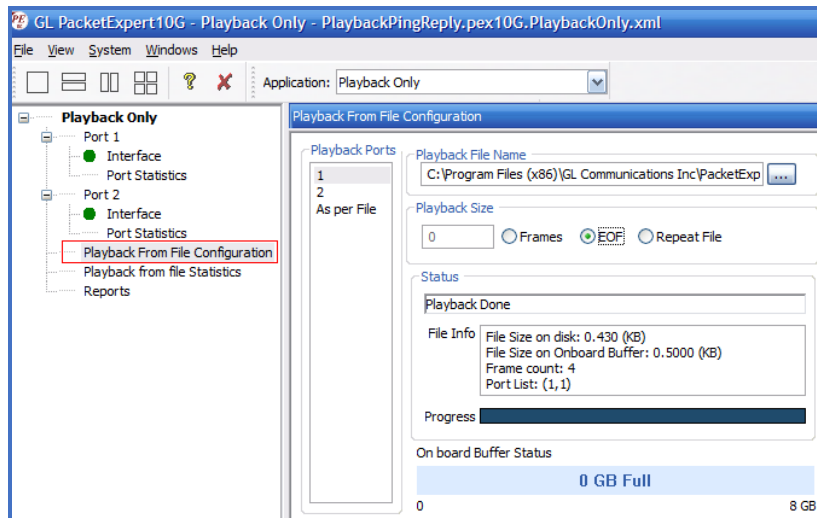 GL PacketExpert10G - Playback Only - PlaybackPingReply.pex10G.PlaybackOnly.xml
File View System Windows Help
Application: Playback Only
Playback Only
Port 1
Interface
Port Statistics
Port 2
Interface
Port Statistics
Playback From File Configuration
Playback from file Statistics
Reports
Playback From File Configuration
Playback Ports
1
2
As per File
Playback File Name
C:\Program Files (x86)\GL Communications Inc\PacketExp ...
Playback Size
0 Frames EOF Repeat File
Status
Playback Done
File Info
File Size on disk: 0.430 (KB)
File Size on Onboard Buffer: 0.5000 (KB)
Frame count: 4
Port List: (1,1)
Progress
On board Buffer Status
0 GB Full
0 8 GB